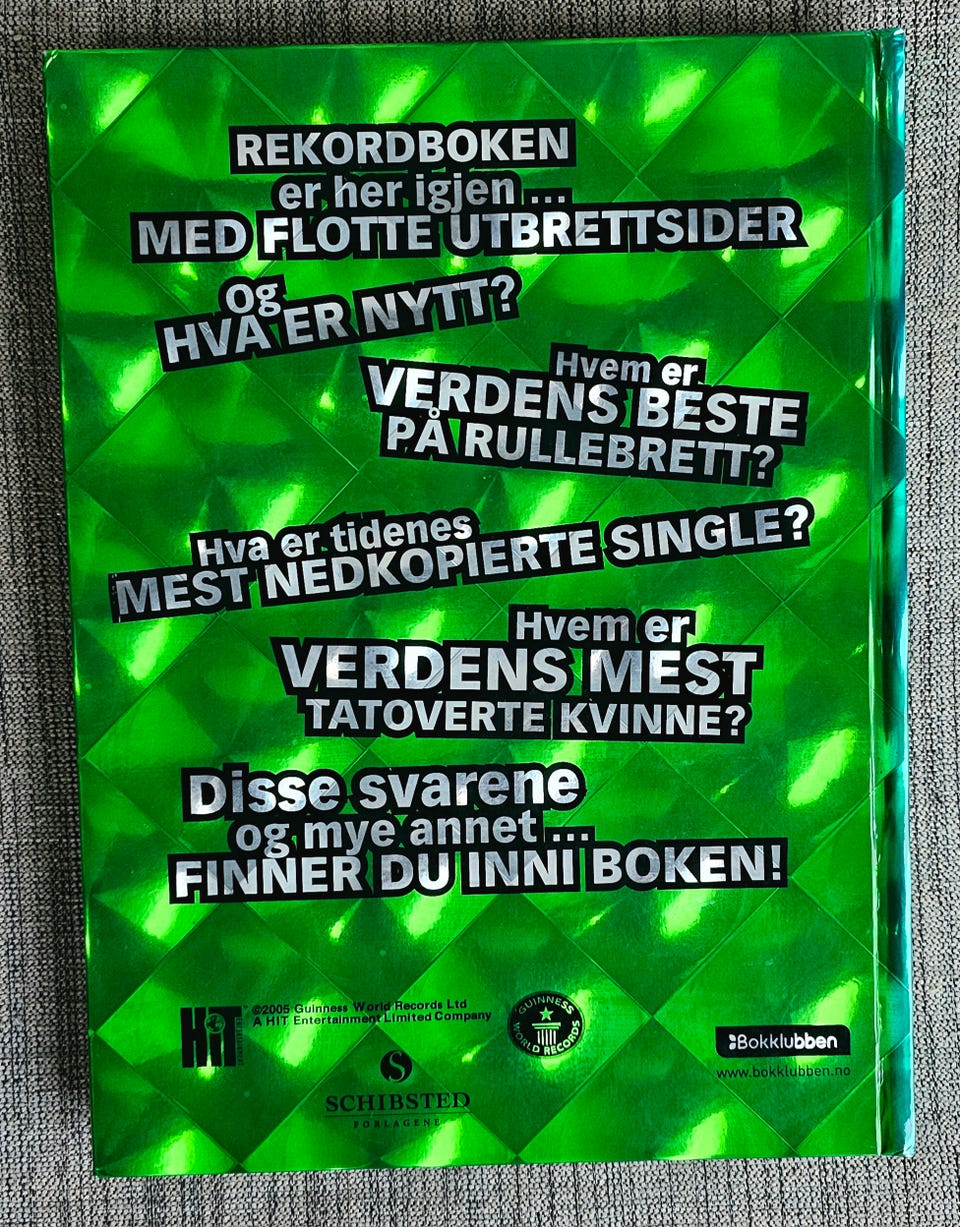 REKORDBOKEN
er her igjen ...
MED FLOTTE UTBRETTSIDER
og
HVA ER NYTT?
Hvem er
VERDENS BESTE
PÅ RULLEBRETT?
Hva er tidenes
MEST NEDKOPIERTE SINGLE?
Hvem er
VERDENS MEST
TATOVERTE KVINNE?
Disse svarene
og mye annet ...
FINNER DU INNI BOKEN!
HiT
©2005 Guinness World Records Ltd
A HIT Entertainment Limited Company
GUINNESS
WORLD RECORDS
Bokklubben
www.bokklubben.no
S
SCHIBSTED
FORLAGENE